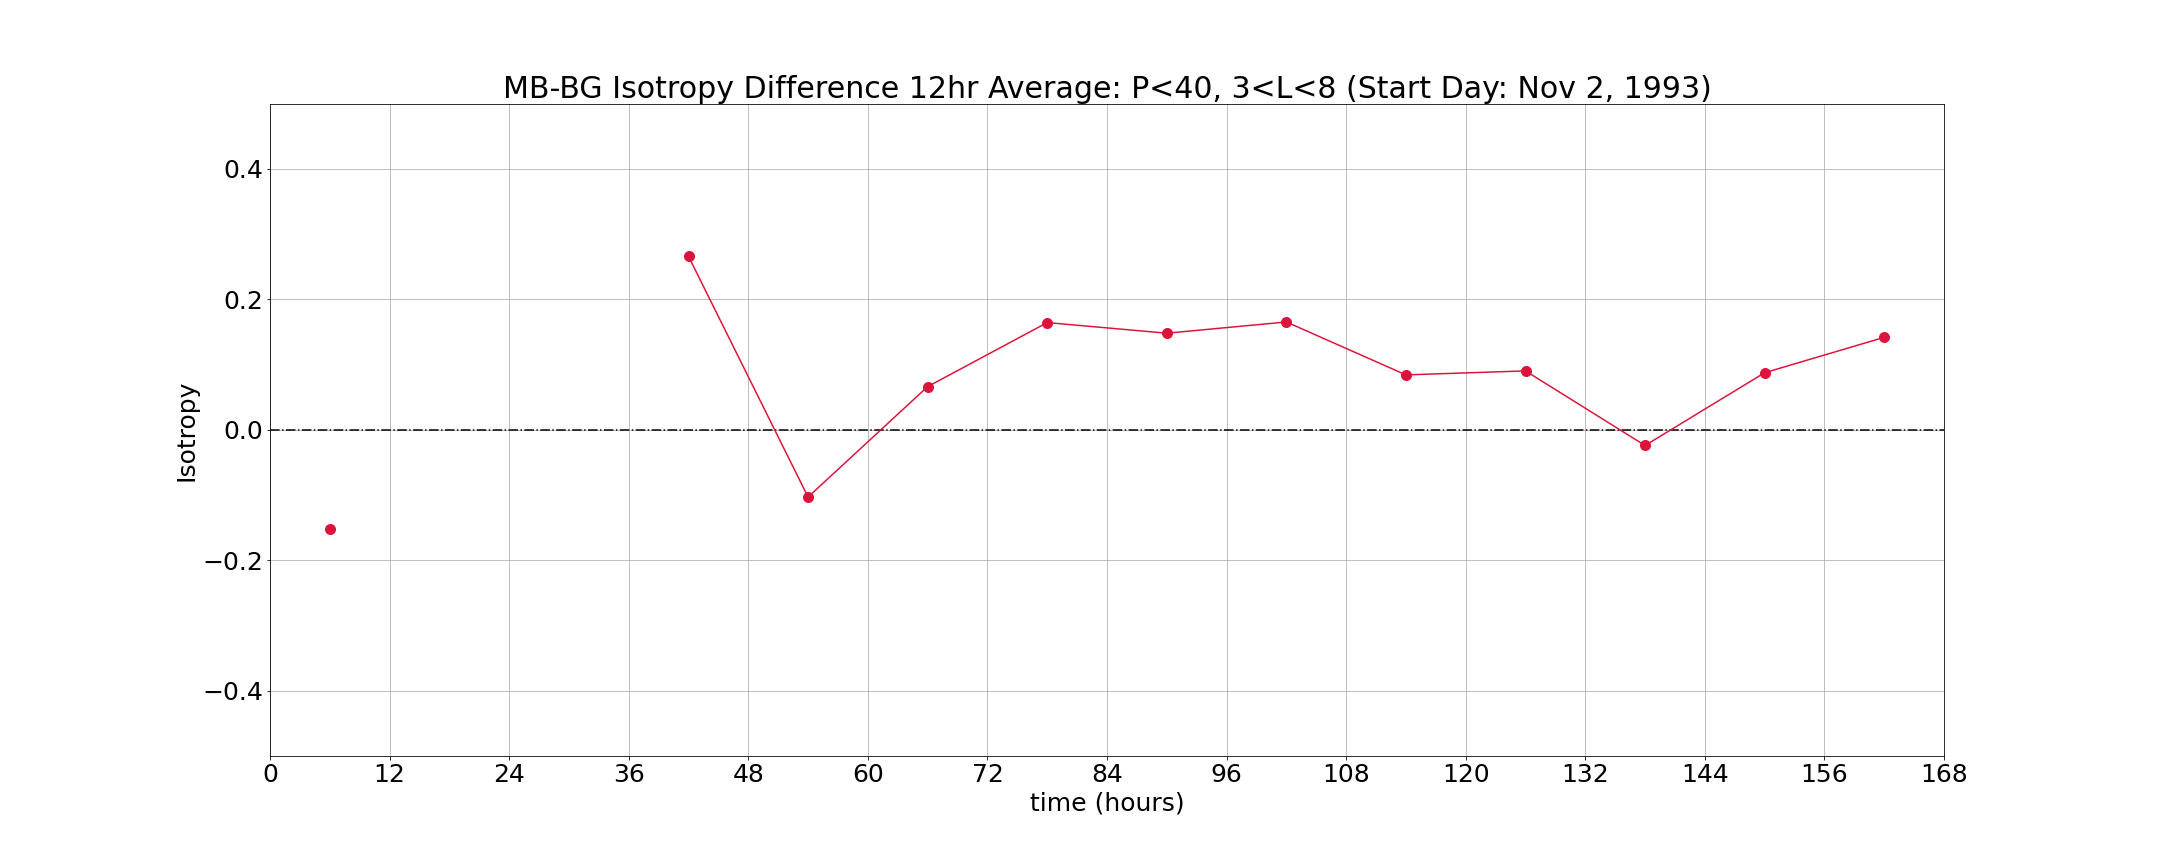 MB-BG Isotropy Difference 12hr Average: P<40, 3<L<8 (Start Day: Nov 2, 1993)
0.4
0.2
0.0
−0.2
−0.4
Isotropy
0 12 24 36 48 60 72 84 96 108 120 132 144 156 168
time (hours)